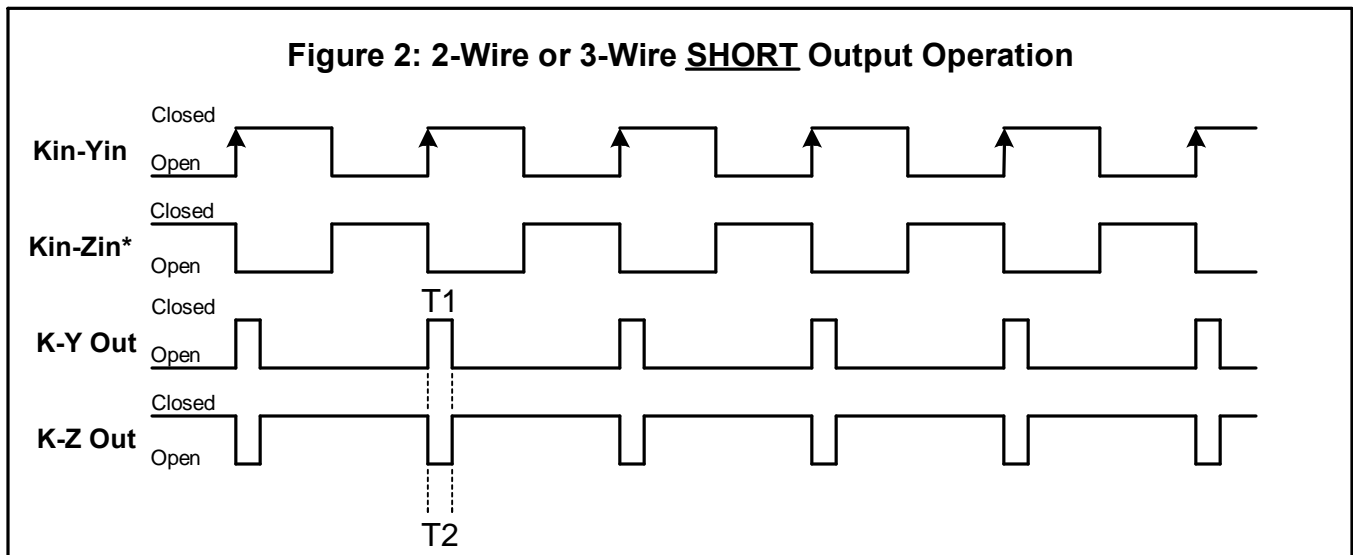 Figure 2: 2-Wire or 3-Wire SHORT Output Operation
Closed
Kin-Yin
Open
Closed
Kin-Zin*
Open
T1
Closed
K-Y Out
Open
Closed
K-Z Out
Open
T2